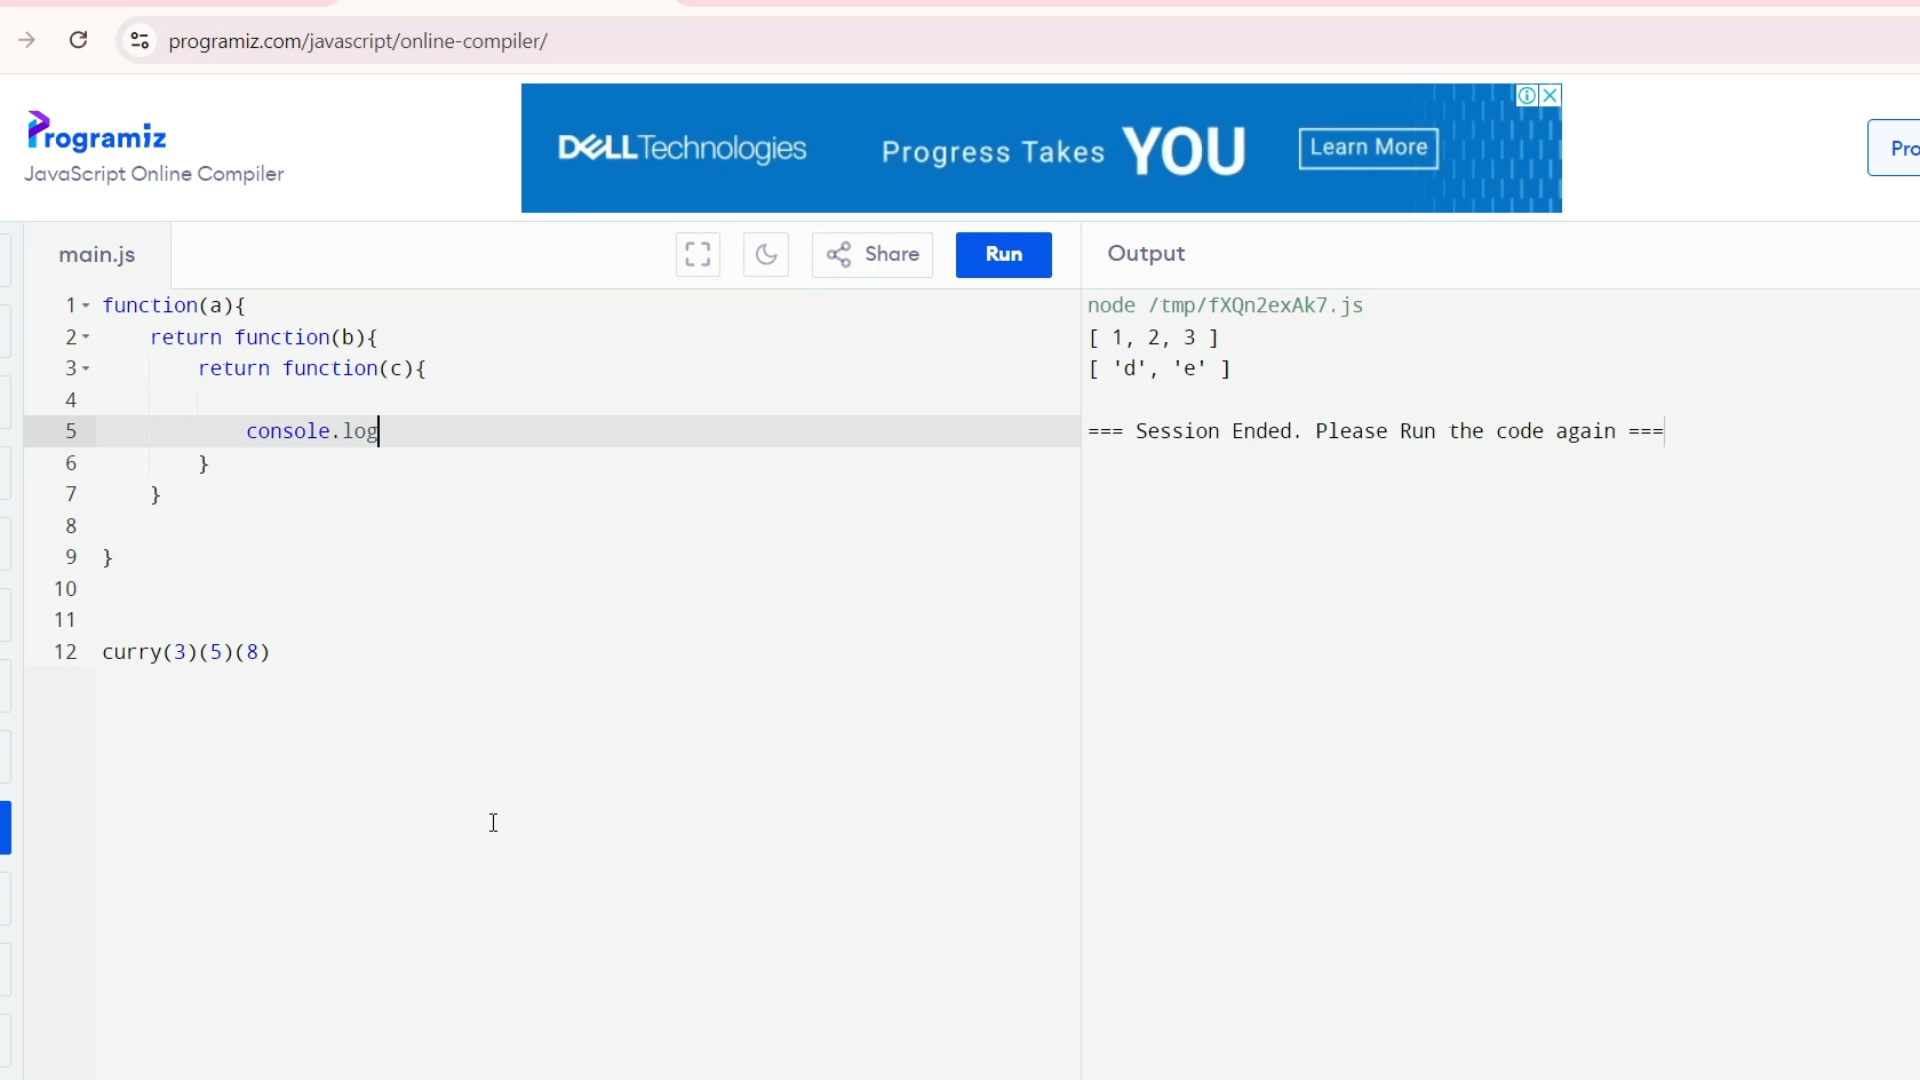 programiz.com/javascript/online-compiler/
Programiz
JavaScript Online Compiler
DELLTechnologies Progress Takes YOU Learn More
main.js
Share
Run
Output
1 function(a){
2 return function(b){
3 return function(c){
4
5 console.log
6 }
7 }
8
9 }
10
11
12 curry(3)(5)(8)
node /tmp/fXQn2exAk7.js
[ 1, 2, 3 ]
[ 'd', 'e' ]
=== Session Ended. Please Run the code again ===